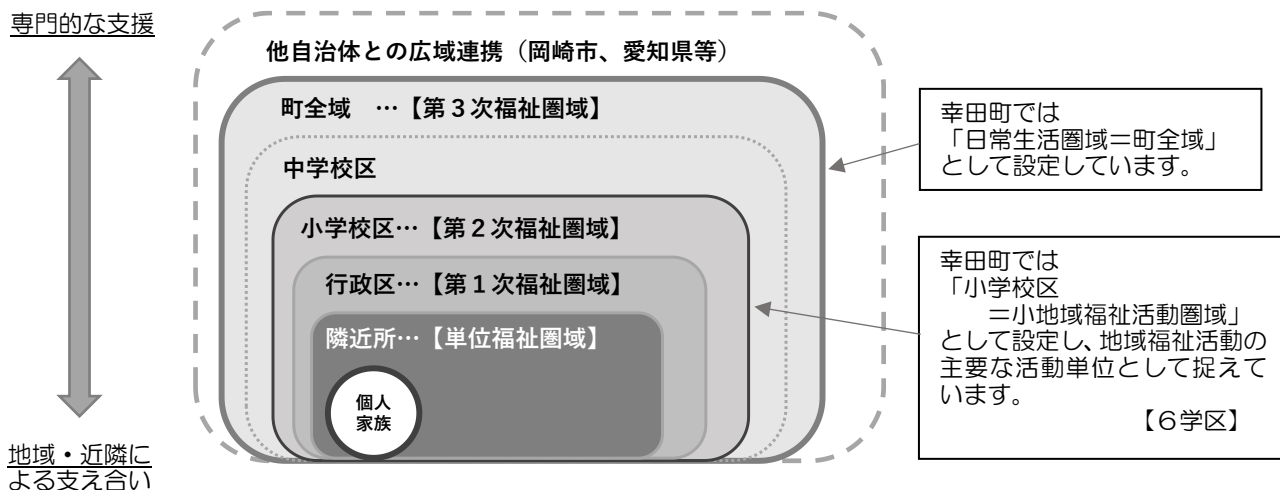 専門的な支援
他自治体との広域連携（岡崎市、愛知県等）
町全域　…【第３次福祉圏域】
中学校区
小学校区…【第２次福祉圏域】
行政区…【第１次福祉圏域】
隣近所…【単位福祉圏域】
個人
家族
地域・近隣に
よる支え合い
幸田町では
「日常生活圏域＝町全域」
として設定しています。
幸田町では
「小学校区
＝小地域福祉活動圏域」
として設定し、地域福祉活動の
主要な活動単位として捉えて
います。
【６学区】